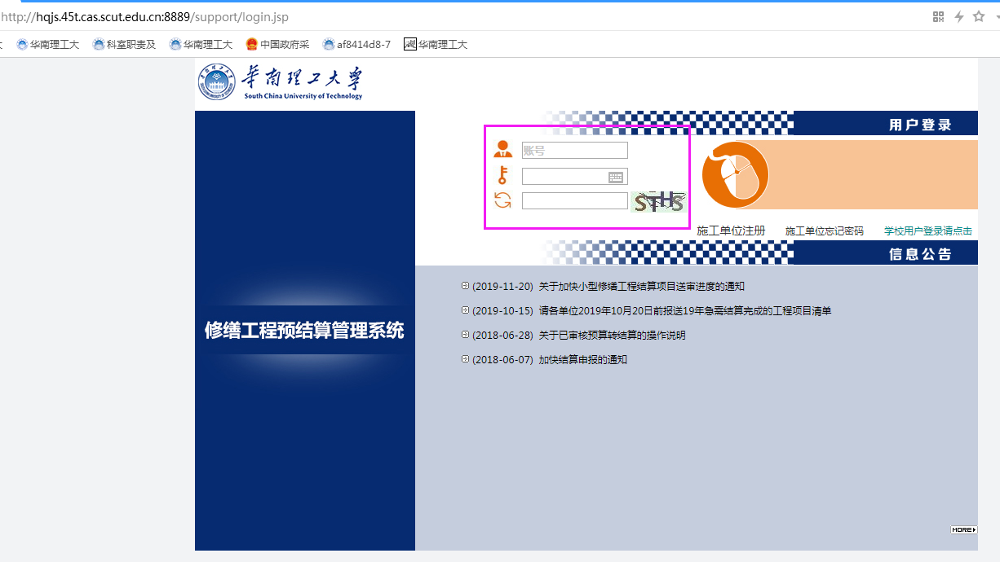 http://hqjs.45t.cas.scut.edu.cn:8889/support/login.jsp
华南理工大 科室职责及 华南理工大 中国政府采 af8414d8-7 华南理工大
华南理工大学
South China University of Technology
用户登录
账号
STHS
施工单位注册 施工单位忘记密码 学校用户登录请点击
信息公告
(2019-11-20) 关于加快小型修缮工程结算项目送审进度的通知
(2019-10-15) 请各单位2019年10月20日前报送19年急需结算完成的工程项目清单
(2018-06-28) 关于已审核预算转结算的操作说明
(2018-06-07) 加快结算申报的通知
修缮工程预结算管理系统
MORE